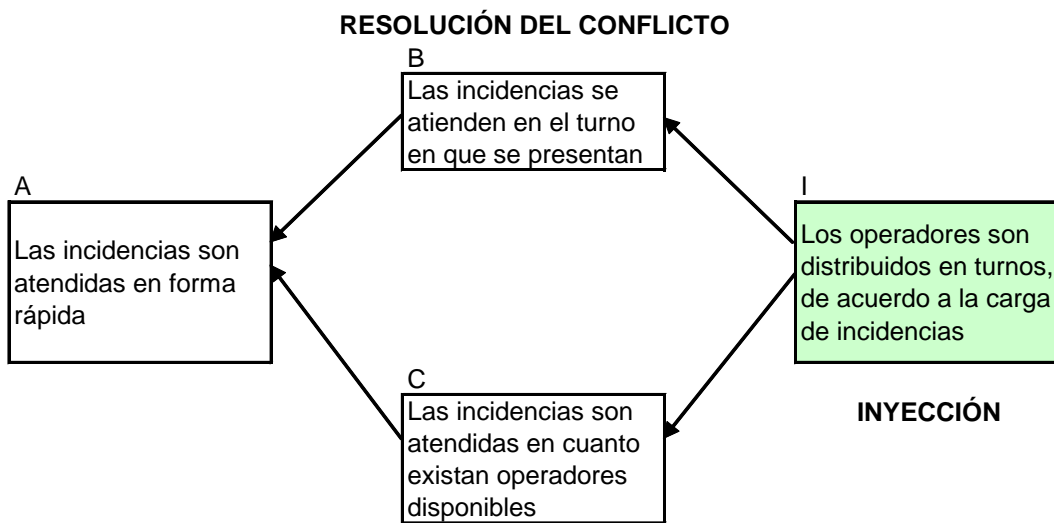 RESOLUCIÓN DEL CONFLICTO
B
Las incidencias se
atienden en el turno
en que se presentan
A
Las incidencias son
atendidas en forma
rápida
I
Los operadores son
distribuidos en turnos,
de acuerdo a la carga
de incidencias
INYECCIÓN
C
Las incidencias son
atendidas en cuanto
existan operadores
disponibles